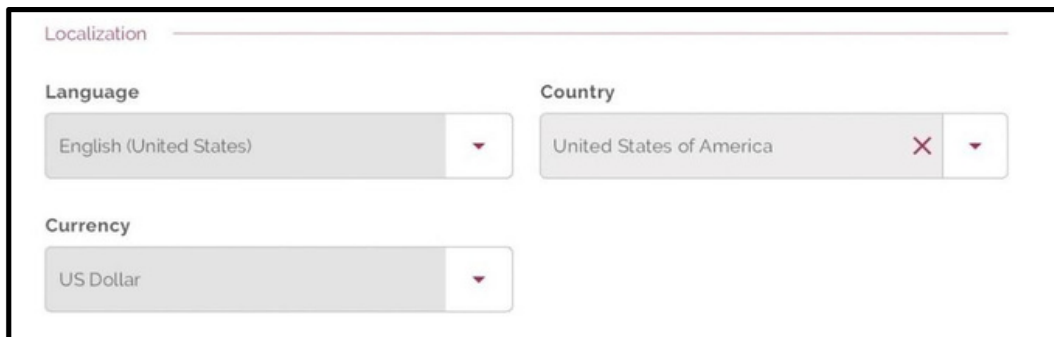 Localization
Language
Country
English (United States)
United States of America
Currency
US Dollar